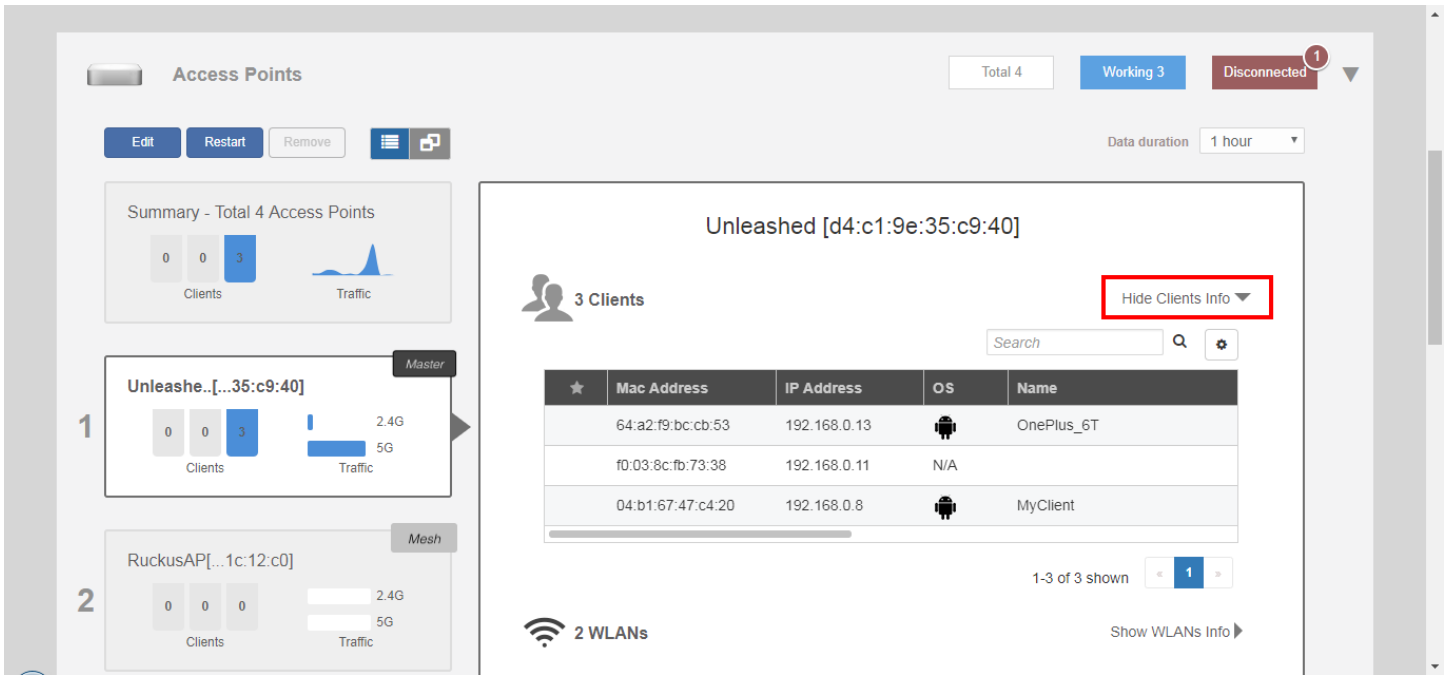 Access Points
Total 4
Working 3
Disconnected
1
Edit
Restart
Remove
Data duration
1 hour
Summary - Total 4 Access Points
0 0 3
Clients
Traffic
Master
1
Unleashe..[...35:c9:40]
0 0 3
2.4G
5G
Clients
Traffic
Mesh
2
RuckusAP[...1c:12:c0]
0 0 0
2.4G
5G
Clients
Traffic
Unleashed [d4:c1:9e:35:c9:40]
3 Clients
Hide Clients Info
Search
Mac Address IP Address OS Name
64:a2:f9:bc:cb:53 192.168.0.13 OnePlus_6T
f0:03:8c:fb:73:38 192.168.0.11 N/A
04:b1:67:47:c4:20 192.168.0.8 MyClient
1-3 of 3 shown
« 1 »
2 WLANs
Show WLANs Info